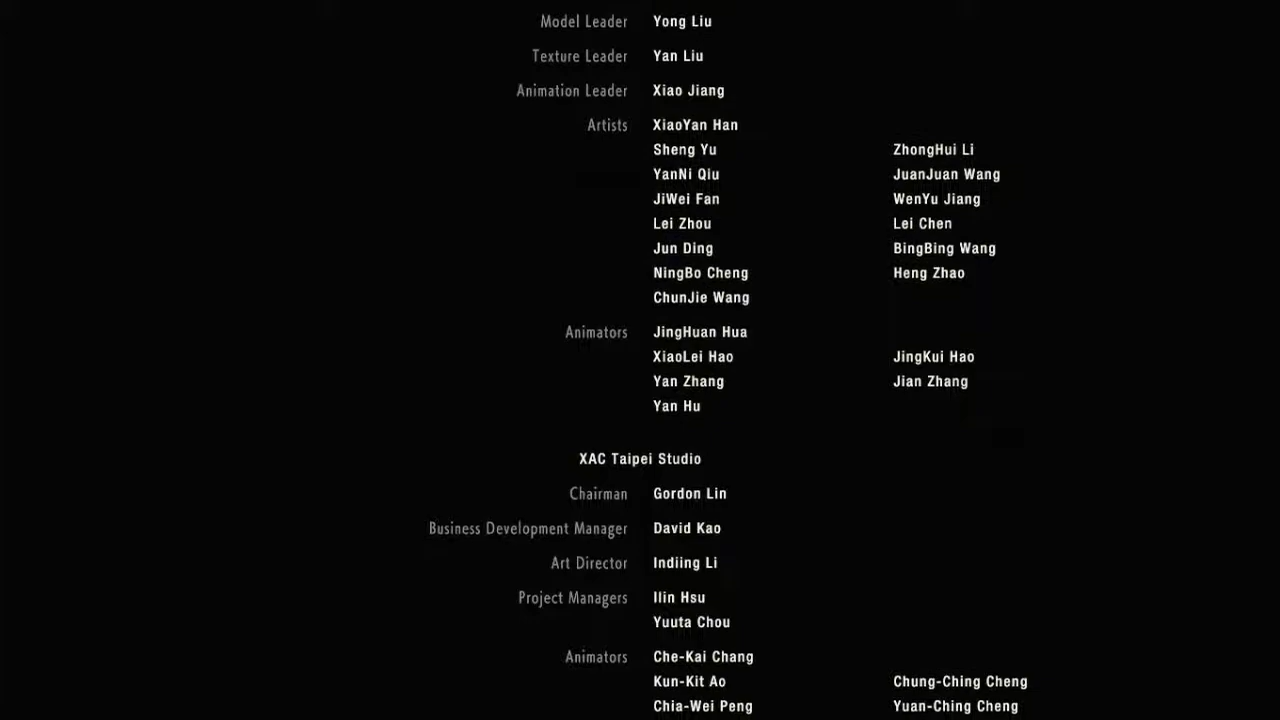 Model Leader Yong Liu
Texture Leader Yan Liu
Animation Leader Xiao Jiang
Artists XiaoYan Han
Sheng Yu ZhongHui Li
YanNi Qiu JuanJuan Wang
JiWei Fan WenYu Jiang
Lei Zhou Lei Chen
Jun Ding BingBing Wang
NingBo Cheng Heng Zhao
ChunJie Wang
Animators JingHuan Hua
XiaoLei Hao JingKui Hao
Yan Zhang Jian Zhang
Yan Hu
XAC Taipei Studio
Chairman Gordon Lin
Business Development Manager David Kao
Art Director Indiing Li
Project Managers Ilin Hsu
Yuuta Chou
Animators Che-Kai Chang
Kun-Kit Ao Chung-Ching Cheng
Chia-Wei Peng Yuan-Ching Cheng